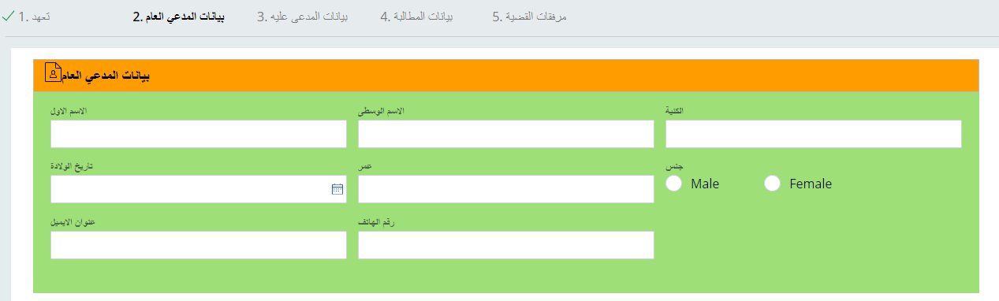 1. تعهد
2. بيانات المدعي العام
3. بيانات المدعى عليه
4. بيانات المطالبة
5. مرفقات القضية
بيانات المدعي العام
الاسم الاول
الاسم الوسطى
الكنية
تاريخ الولادة
عمر
جنس
Male
Female
عنوان الايميل
رقم الهاتف